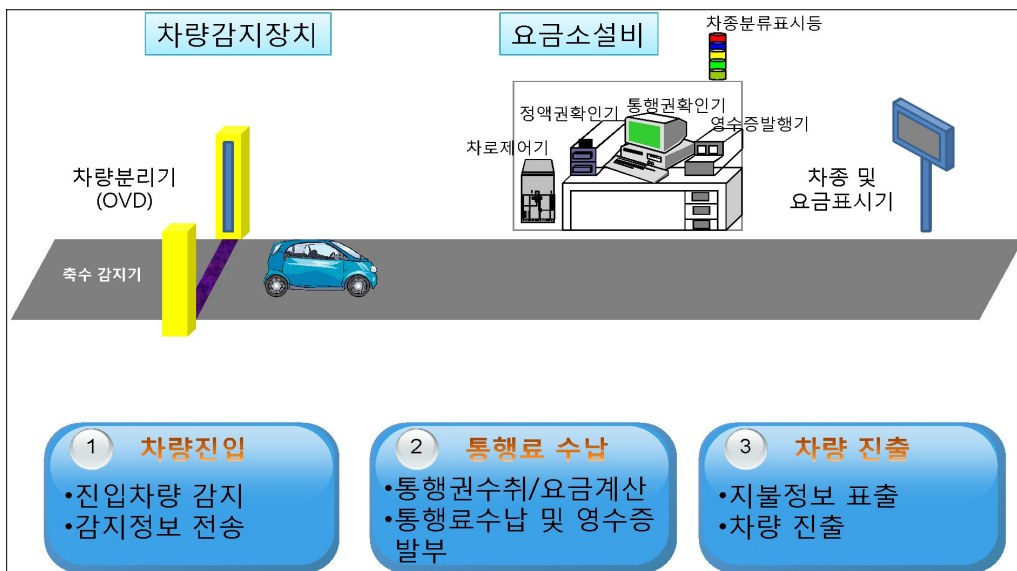 차량감지장치
요금소설비
차종분류표시등
정액권확인기
통행권확인기
영수증발행기
차로제어기
차량분리기
(OVD)
차종 및
요금표시기
축수 감지기
1 차량진입
•진입차량 감지
•감지정보 전송
2 통행료 수납
•통행권수취/요금계산
•통행료수납 및 영수증
발부
3 차량 진출
•지불정보 표출
•차량 진출